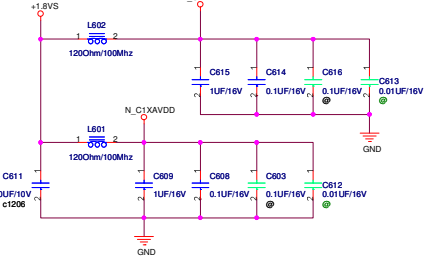 +1.8VS
L602
1 2
120Ohm/100Mhz
C615
1UF/16V
C614
0.1UF/16V
C616
0.1UF/16V
@
C613
0.01UF/16V
@
1 1 1 1
2 2 2 2
GND
N_C1XAVDD
L601
1 2
120Ohm/100Mhz
C611
0UF/10V
c1206
C609
1UF/16V
C608
0.1UF/16V
C603
0.1UF/16V
@
C612
0.01UF/16V
@
1 1 1 1 1
2 2 2 2 2
GND